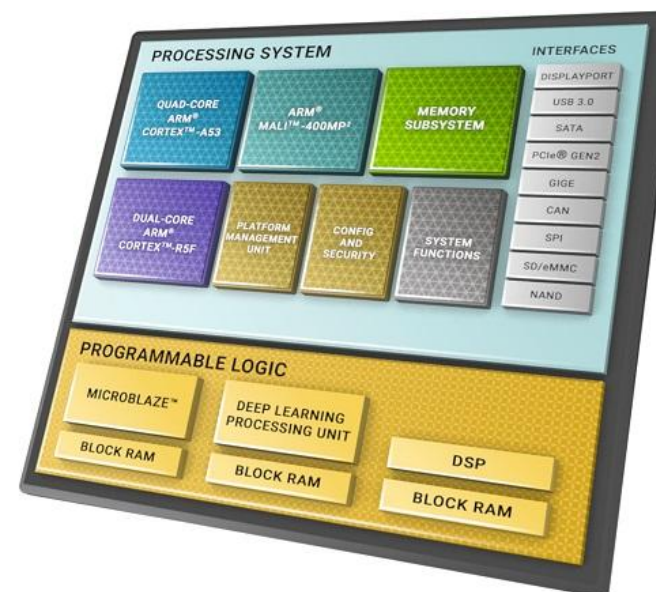 PROCESSING SYSTEM
QUAD-CORE
ARM®
CORTEX™-A53
ARM®
MALI™-400MP²
MEMORY
SUBSYSTEM
DUAL-CORE
ARM®
CORTEX™-R5F
PLATFORM
MANAGEMENT
UNIT
CONFIG
AND
SECURITY
SYSTEM
FUNCTIONS
INTERFACES
DISPLAYPORT
USB 3.0
SATA
PCIe® GEN2
GIGE
CAN
SPI
SD/eMMC
NAND
PROGRAMMABLE LOGIC
MICROBLAZE™
BLOCK RAM
DEEP LEARNING
PROCESSING UNIT
BLOCK RAM
DSP
BLOCK RAM